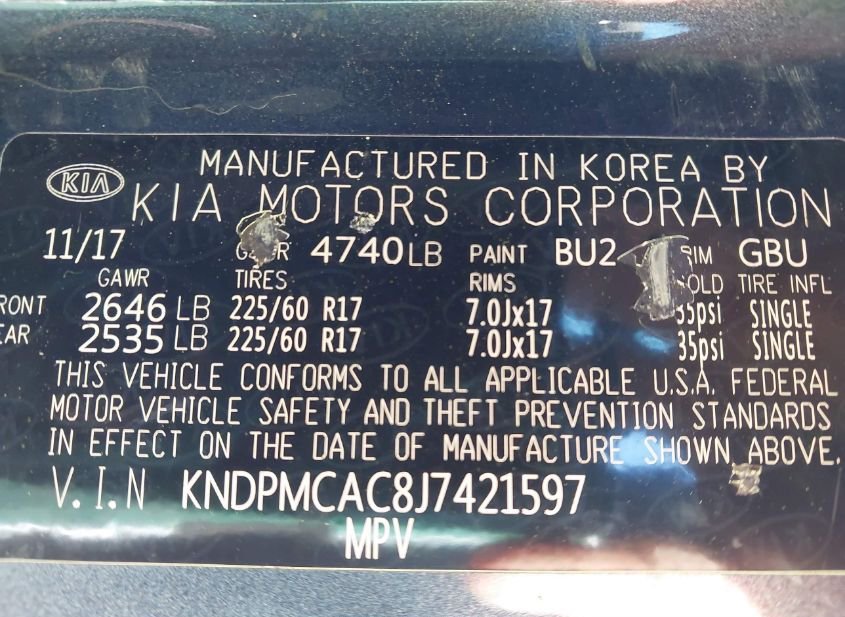 MANUFACTURED IN KOREA BY
KIA KIA MOTORS CORPORATION
11/17 4740LB PAINT BU2 GBU
GAWR TIRES RIMS TIRE INFL
2646 LB 225/60 R17 7.0Jx17 35psi SINGLE
2535 LB 225/60 R17 7.0Jx17 35psi SINGLE
THIS VEHICLE CONFORMS TO ALL APPLICABLE U.S.A. FEDERAL
MOTOR VEHICLE SAFETY AND THEFT PREVENTION STANDARDS
IN EFFECT ON THE DATE OF MANUFACTURE SHOWN ABOVE.
V.I.N KNDPMCAC8J7421597
MPV